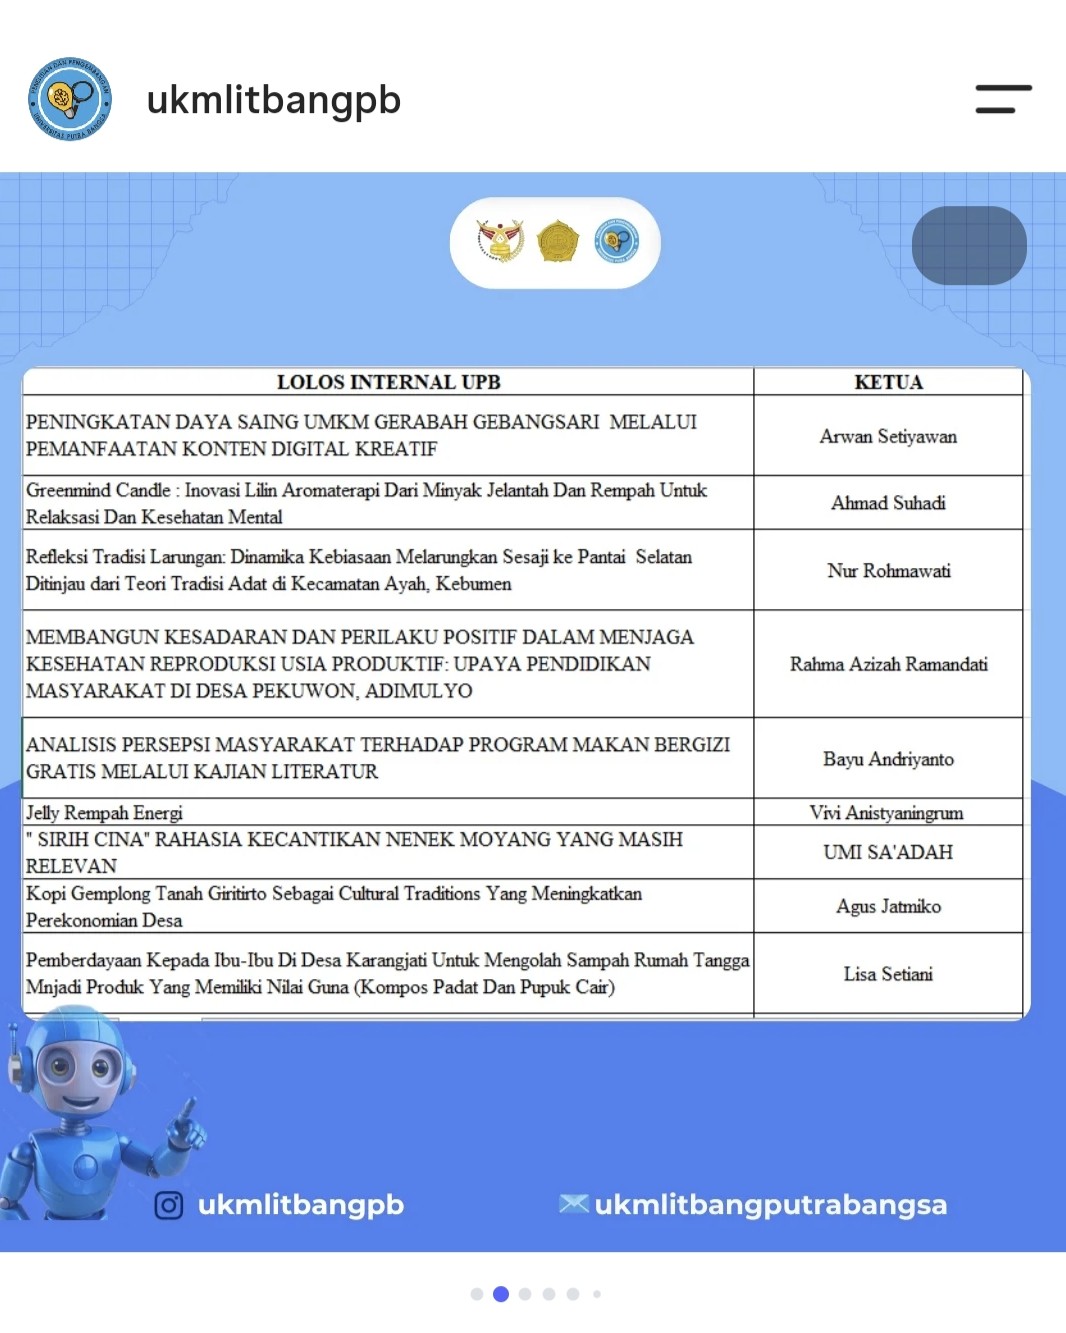 ukmlitbangpb
LOLOS INTERNAL UPB
KETUA
PENINGKATAN DAYA SAING UMKM GERABAH GEBANGSARI MELALUI
PEMANFAATAN KONTEN DIGITAL KREATIF
Arwan Setiyawan
Greenmind Candle : Inovasi Lilin Aromaterapi Dari Minyak Jelantah Dan Rempah Untuk
Relaksasi Dan Kesehatan Mental
Ahmad Suhadi
Refleksi Tradisi Larungan: Dinamika Kebiasaan Melarungkan Sesaji ke Pantai Selatan
Ditinjau dari Teori Tradisi Adat di Kecamatan Ayah, Kebumen
Nur Rohmawati
MEMBANGUN KESADARAN DAN PERILAKU POSITIF DALAM MENJAGA
KESEHATAN REPRODUKSI USIA PRODUKTIF: UPAYA PENDIDIKAN
MASYARAKAT DI DESA PEKUWON, ADIMULYO
Rahma Azizah Ramandati
ANALISIS PERSEPSI MASYARAKAT TERHADAP PROGRAM MAKAN BERGIZI
GRATIS MELALUI KAJIAN LITERATUR
Bayu Andriyanto
Jelly Rempah Energi
Vivi Anistyaningrum
" SIRIH CINA" RAHASIA KECANTIKAN NENEK MOYANG YANG MASIH
RELEVAN
UMI SA'ADAH
Kopi Gemplong Tanah Giritirto Sebagai Cultural Traditions Yang Meningkatkan
Perekonomian Desa
Agus Jatmiko
Pemberdayaan Kepada Ibu-Ibu Di Desa Karangjati Untuk Mengolah Sampah Rumah Tangga
Mnjadi Produk Yang Memiliki Nilai Guna (Kompos Padat Dan Pupuk Cair)
Lisa Setiani
ukmlitbangpb
ukmlitbangputrabangsa